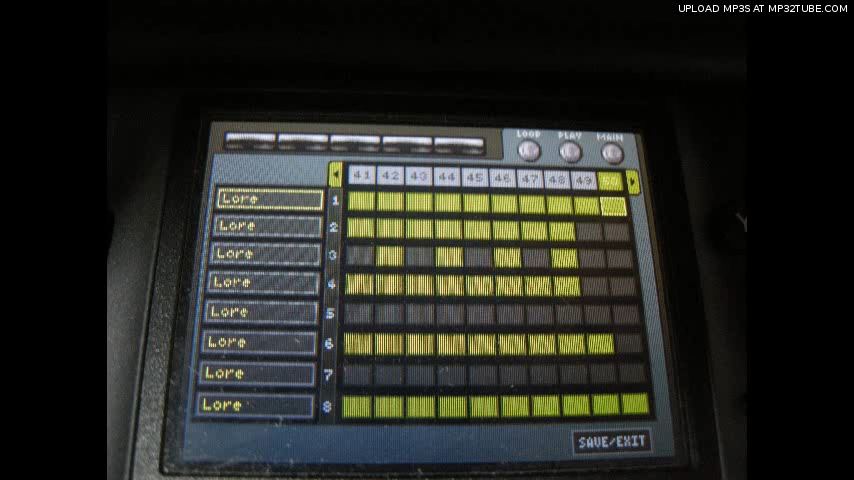 UPLOAD MP3S AT MP32TUBE.COM
LOOP PLAY MAIN
41 42 43 44 45 46 47 48 49 50
Lore 1
Lore 2
Lore 3
Lore 4
Lore 5
Lore 6
Lore 7
Lore 8
SAVE/EXIT